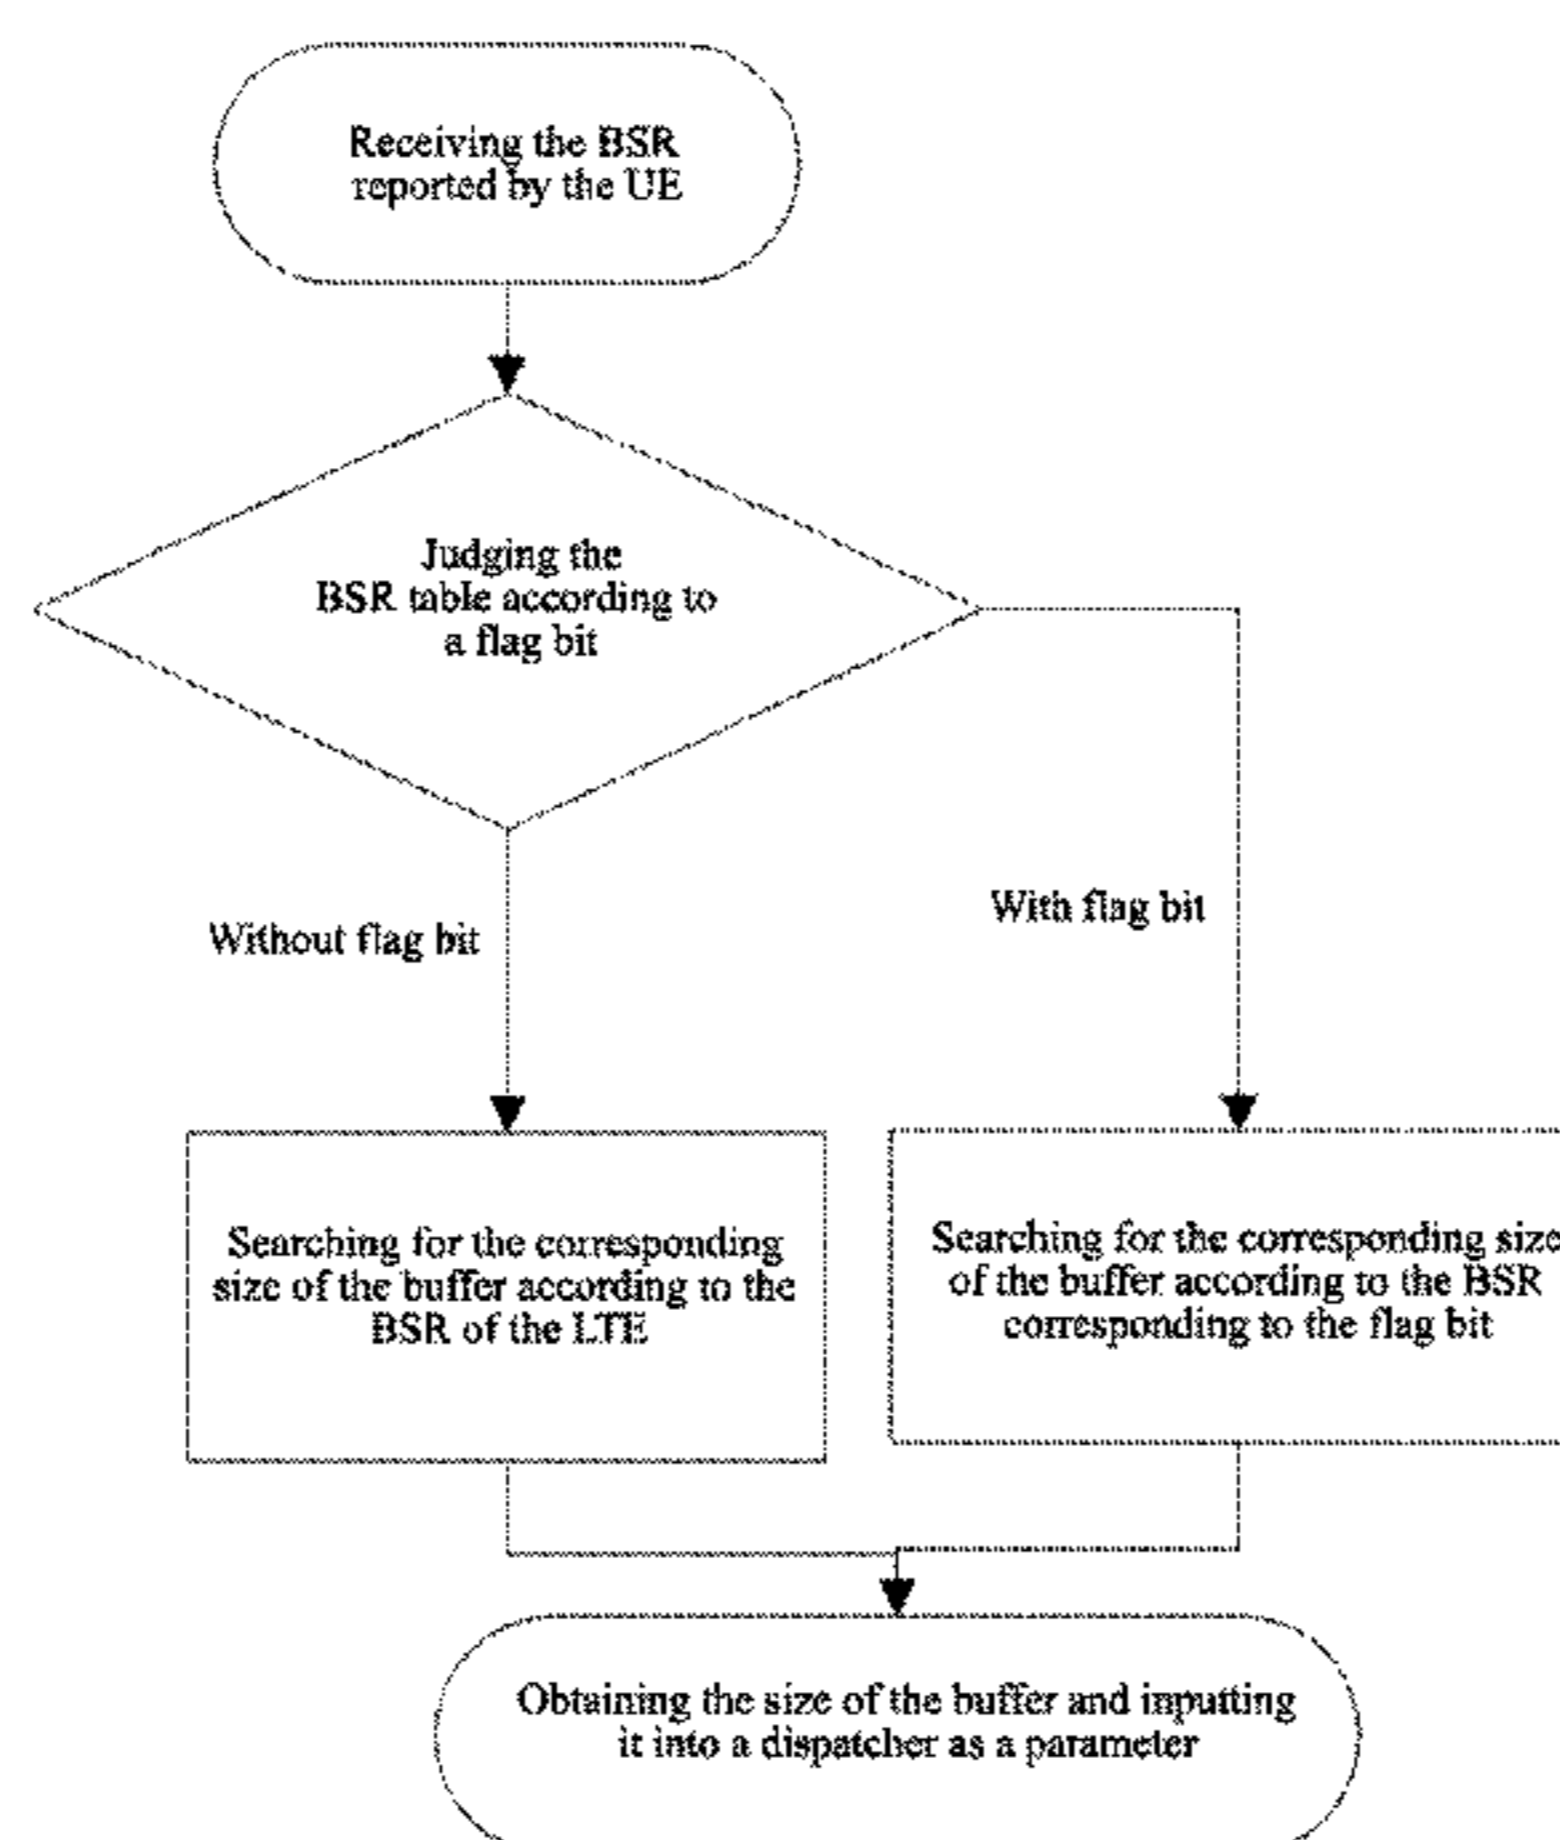 Receiving the BSR
reported by the UE
Judging the
BSR table according to
a flag bit
With flag bit
Without flag bit
Searching for the corresponding
size of the buffer according to the
BSR of the LTE
Searching for the corresponding size
of the buffer according to the BSR
corresponding to the flag bit
Obtaining the size of the buffer and inputting
it into a dispatcher as a parameter